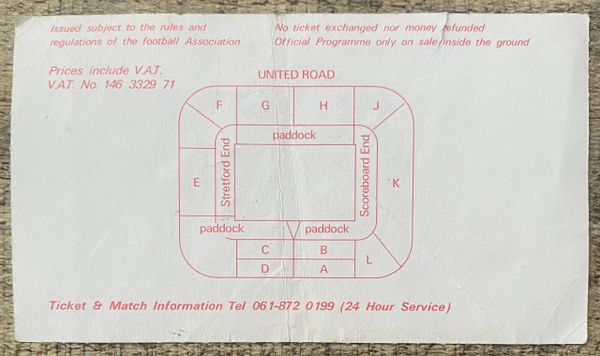 Issued subject to the rules and
regulations of the football Association
No ticket exchanged nor money refunded
Official Programme only on sale inside the ground
Prices include V.A.T.
V.A.T. No. 146 3329 71
UNITED ROAD
F
G
H
J
paddock
Stretford End
Scoreboard End
E
K
paddock
paddock
C
B
D
A
L
Ticket & Match Information Tel 061-872 0199 (24 Hour Service)